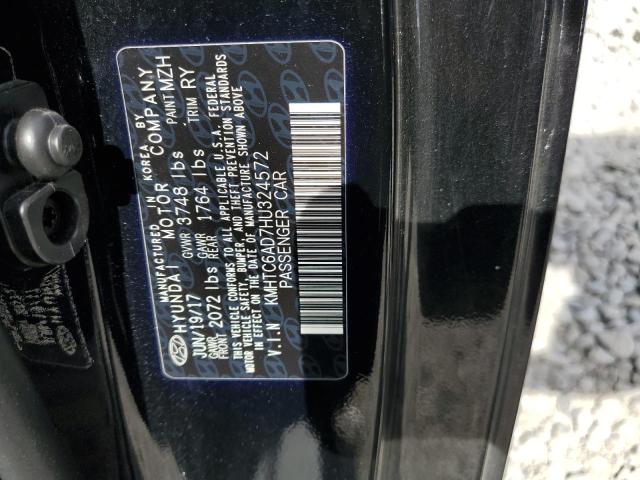 MANUFACTURED IN KOREA BY
HYUNDAI MOTOR COMPANY
JUN/19/17 GVWR 3748 lbs PAINT MZH
GAWR FRONT 2072 lbs GAWR REAR 1764 lbs TRIM RY
THIS VEHICLE CONFORMS TO ALL APPLICABLE U.S.A. FEDERAL
MOTOR VEHICLE SAFETY, BUMPER, AND THEFT PREVENTION STANDARDS
IN EFFECT ON THE DATE OF MANUFACTURE SHOWN ABOVE
V.I.N KMHTC6AD7HU324572
PASSENGER CAR